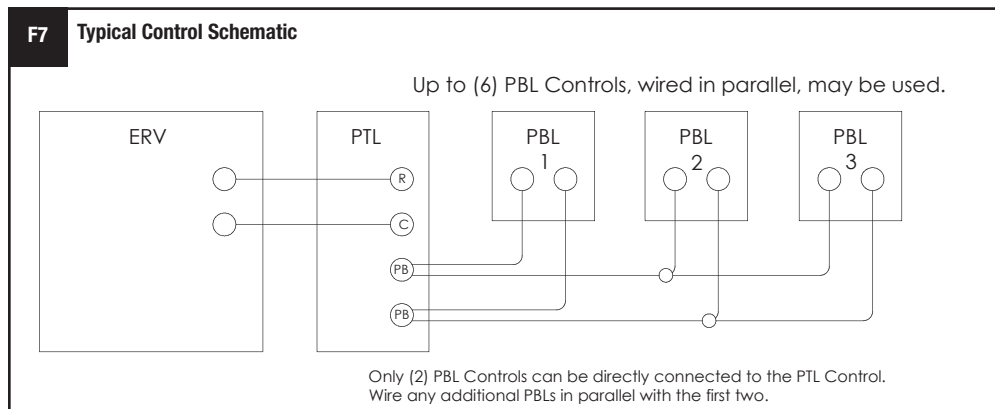 F7 Typical Control Schematic
Up to (6) PBL Controls, wired in parallel, may be used.
ERV
PTL
PBL
1
PBL
2
PBL
3
R
C
PB
PB
Only (2) PBL Controls can be directly connected to the PTL Control.
Wire any additional PBLs in parallel with the first two.